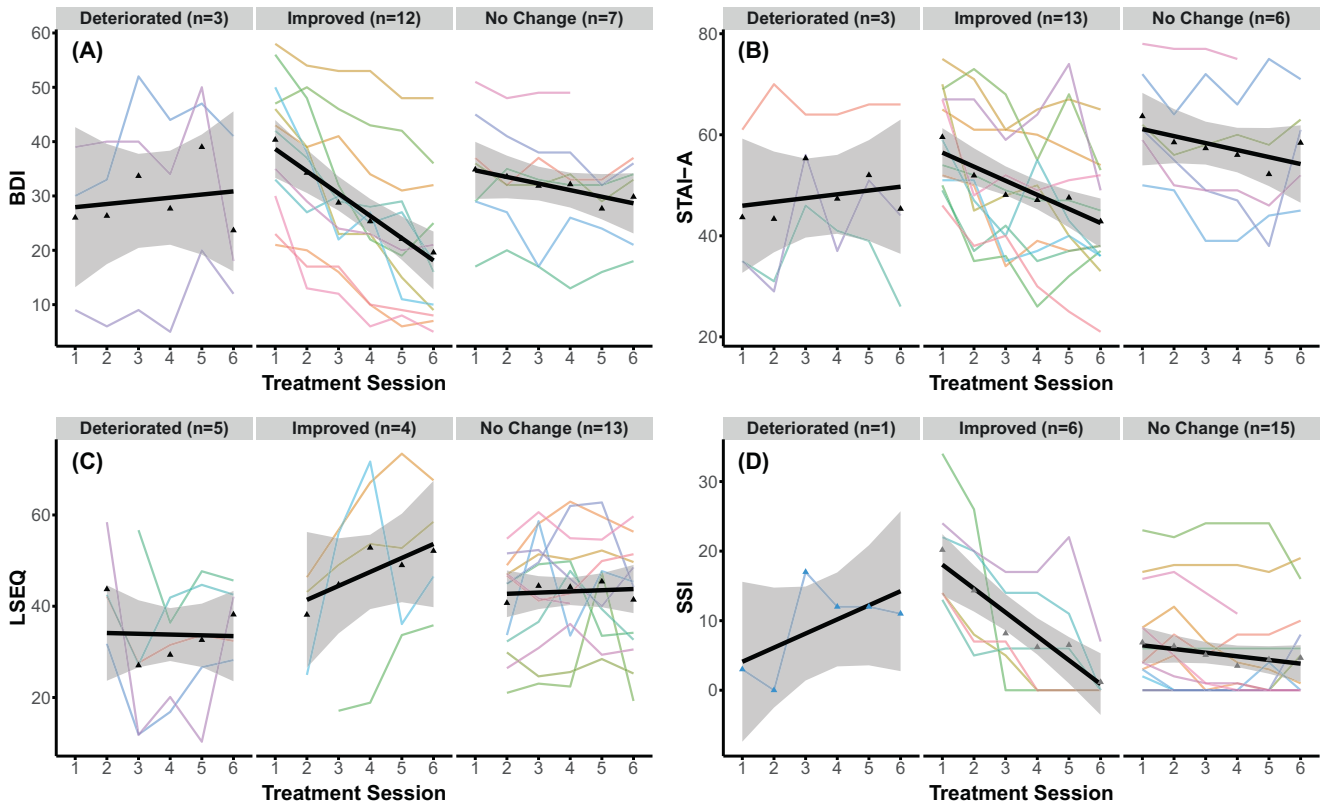 Deteriorated (n=3) Improved (n=12) No Change (n=7)
(A)
60
50
40
30
20
10
BDI
1 2 3 4 5 6 1 2 3 4 5 6 1 2 3 4 5 6
Treatment Session
Deteriorated (n=3) Improved (n=13) No Change (n=6)
(B)
80
60
40
20
STAI−A
1 2 3 4 5 6 1 2 3 4 5 6 1 2 3 4 5 6
Treatment Session
Deteriorated (n=5) Improved (n=4) No Change (n=13)
(C)
60
40
20
LSEQ
1 2 3 4 5 6 1 2 3 4 5 6 1 2 3 4 5 6
Treatment Session
Deteriorated (n=1) Improved (n=6) No Change (n=15)
(D)
30
20
10
0
SSI
1 2 3 4 5 6 1 2 3 4 5 6 1 2 3 4 5 6
Treatment Session